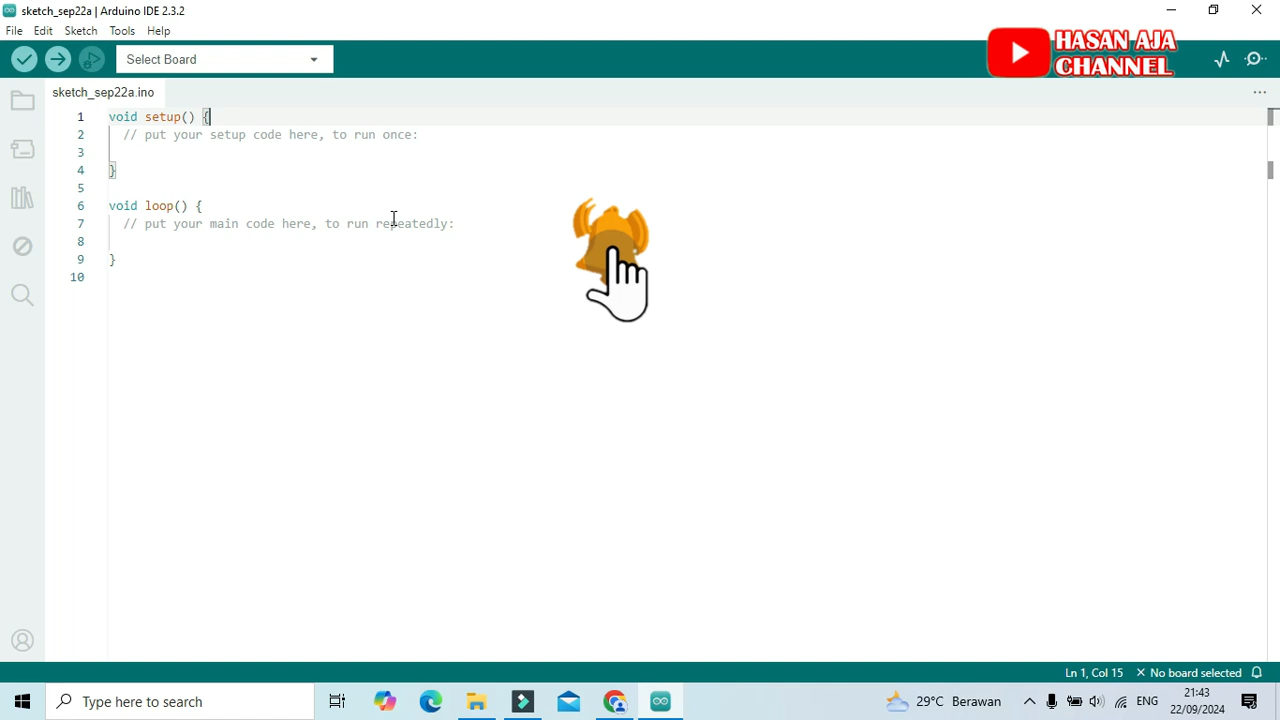 sketch_sep22a | Arduino IDE 2.3.2
File Edit Sketch Tools Help
HASAN AJA
CHANNEL
Select Board
sketch_sep22a.ino
1 void setup() {
2 // put your setup code here, to run once:
3
4 }
5
6 void loop() {
7 // put your main code here, to run repeatedly:
8
9 }
10
Ln 1, Col 15 × No board selected
Type here to search
29°C Berawan
ENG
21:43
22/09/2024